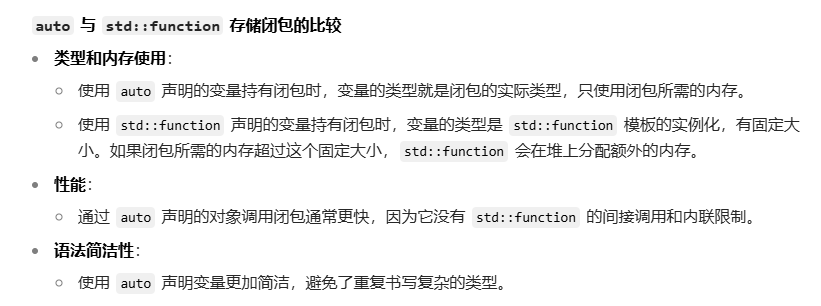 auto 与 std::function 存储闭包的比较
类型和内存使用：
使用 auto 声明的变量持有闭包时，变量的类型就是闭包的实际类型，只使用闭包所需的内存。
使用 std::function 声明的变量持有闭包时，变量的类型是 std::function 模板的实例化，有固定大
小。如果闭包所需的内存超过这个固定大小， std::function 会在堆上分配额外的内存。
性能：
通过 auto 声明的对象调用闭包通常更快，因为它没有 std::function 的间接调用和内联限制。
语法简洁性：
使用 auto 声明变量更加简洁，避免了重复书写复杂的类型。